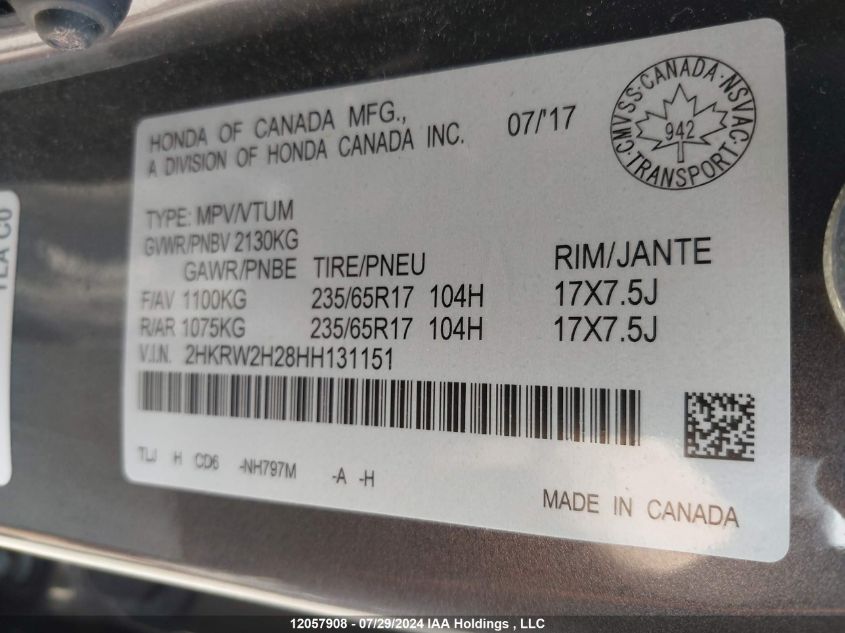 HONDA OF CANADA MFG.,
A DIVISION OF HONDA CANADA INC.
07/'17
CMVSS·CANADA·NSVAC·TRANSPORT·
942
TYPE: MPV/VTUM
GVWR/PNBV 2130KG
GAWR/PNBE TIRE/PNEU RIM/JANTE
F/AV 1100KG 235/65R17 104H 17X7.5J
R/AR 1075KG 235/65R17 104H 17X7.5J
V.I.N. 2HKRW2H28HH131151
TLJ H CD6 -NH797M -A -H
MADE IN CANADA
TLA C0
12057908 - 07/29/2024 IAA Holdings , LLC